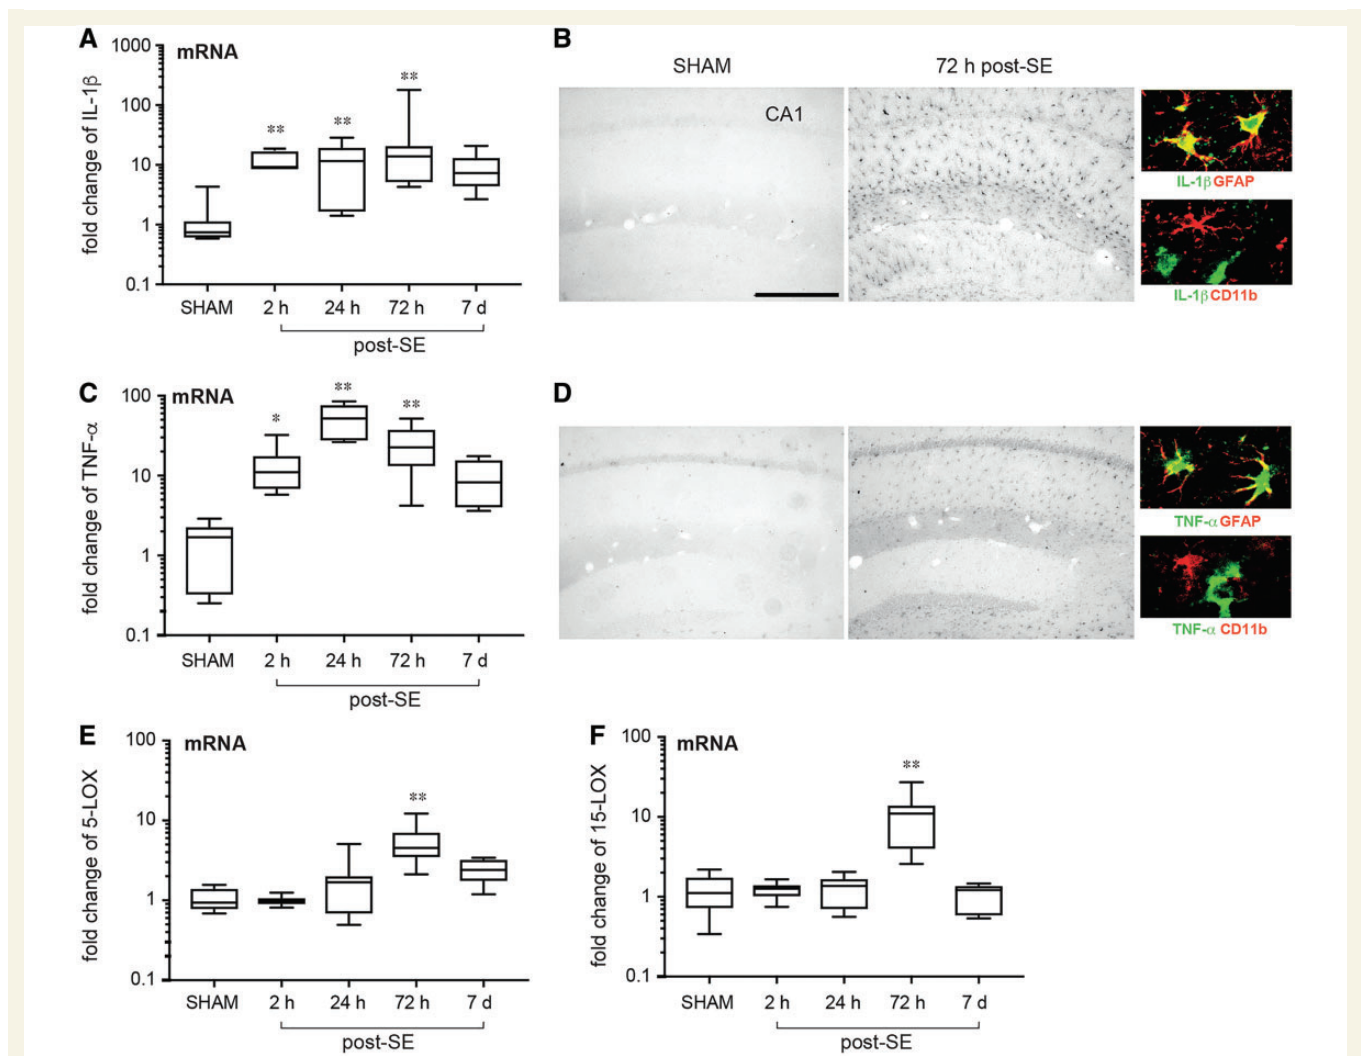 A
mRNA
fold change of IL-1β
1000
100
10
1
0.1
**
**
**
SHAM 2 h 24 h 72 h 7 d
post-SE
B
SHAM
72 h post-SE
CA1
IL-1β GFAP
IL-1β CD11b
C
mRNA
fold change of TNF-α
100
10
1
0.1
*
**
**
SHAM 2 h 24 h 72 h 7 d
post-SE
D
TNF-α GFAP
TNF-α CD11b
E
mRNA
fold change of 5-LOX
100
10
1
0.1
**
SHAM 2 h 24 h 72 h 7 d
post-SE
F
mRNA
fold change of 15-LOX
100
10
1
0.1
**
SHAM 2 h 24 h 72 h 7 d
post-SE